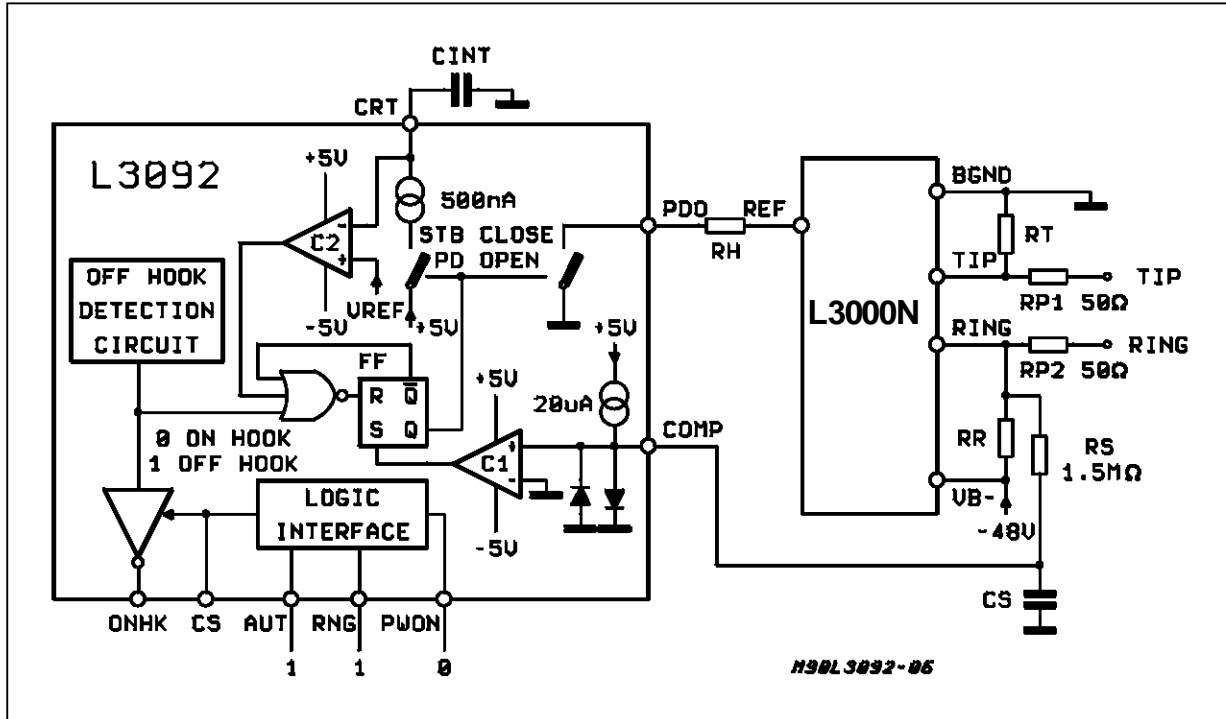 CINT
CRT
L3092
+5V
500mA
C2
-
+
-5V
VREF
STB CLOSE
PD OPEN
+5V
PDO
RH
REF
OFF HOOK
DETECTION
CIRCUIT
FF
R Q̅
S Q
0 ON HOOK
1 OFF HOOK
+5V
C1
+
-
-5V
+5V
20uA
COMP
LOGIC
INTERFACE
ONHK CS AUT RNG PWON
1 1 0
L3000N
BGND
RT
TIP
RP1 50Ω
TIP
RING
RP2 50Ω
RING
RR
RS
1.5MΩ
VB-
-48V
CS
M90L3092-06